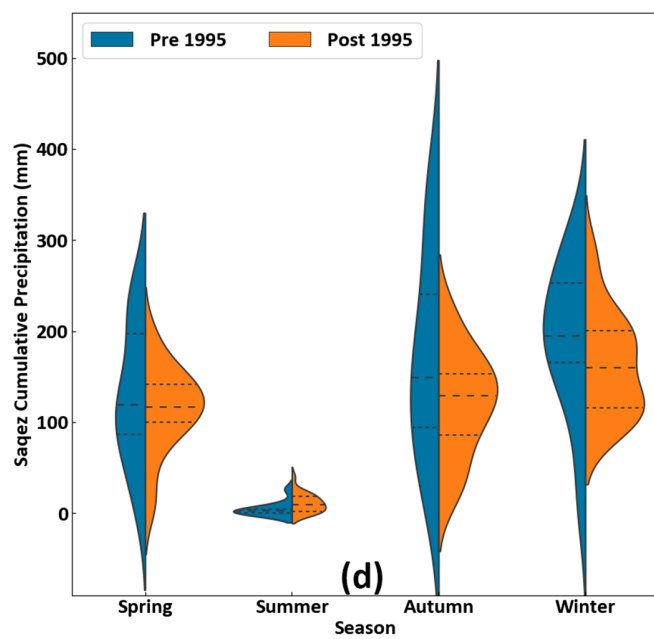 Pre 1995 Post 1995
Saqez Cumulative Precipitation (mm)
500
400
300
200
100
0
(d)
Spring Summer Autumn Winter
Season